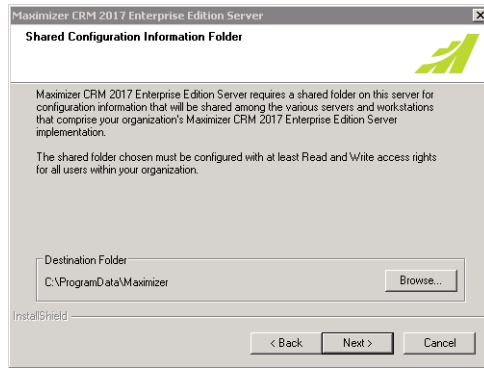 Maximizer CRM 2017 Enterprise Edition Server
Shared Configuration Information Folder
Maximizer CRM 2017 Enterprise Edition Server requires a shared folder on this server for
configuration information that will be shared among the various servers and workstations
that comprise your organization's Maximizer CRM 2017 Enterprise Edition Server
implementation.
The shared folder chosen must be configured with at least Read and Write access rights
for all users within your organization.
Destination Folder
C:\ProgramData\Maximizer
Browse...
InstallShield
< Back
Next >
Cancel